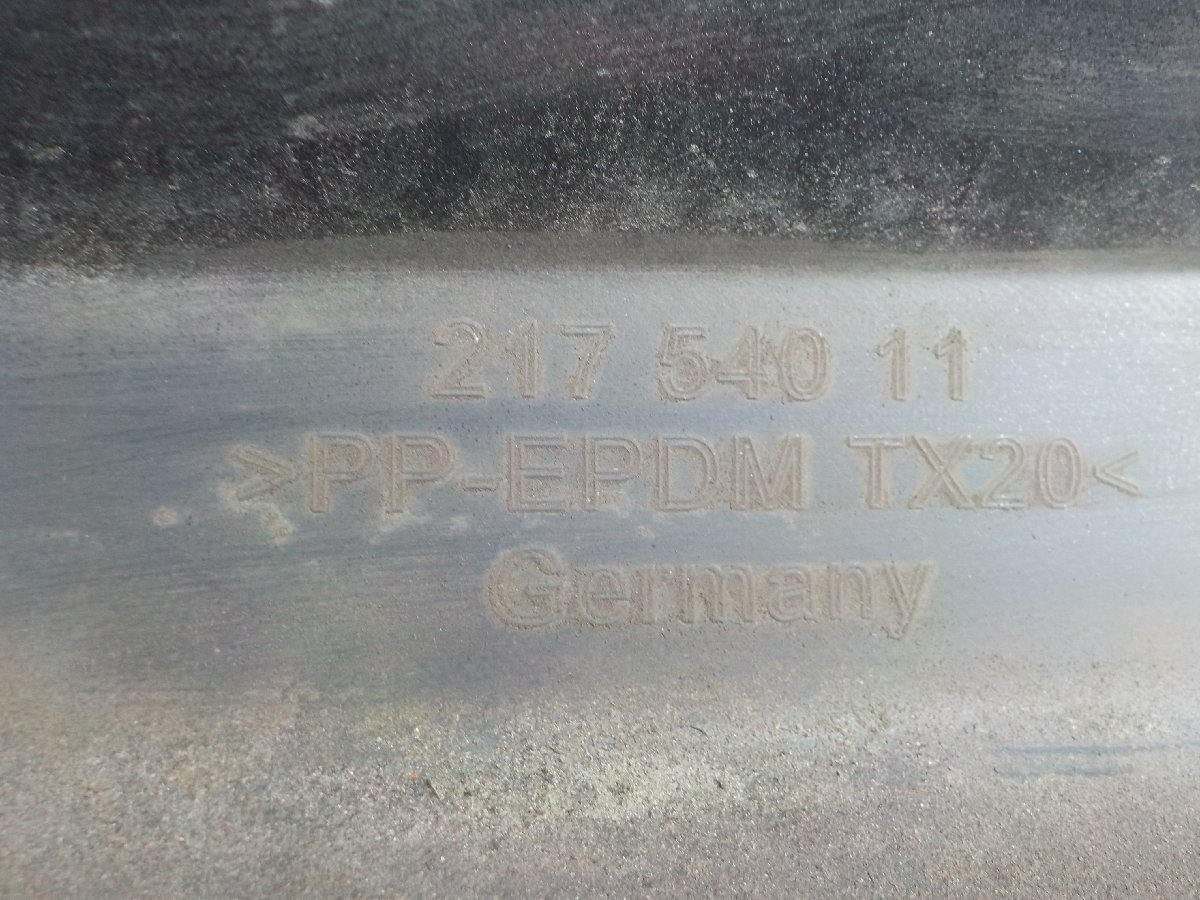 217 540 11
>PP-EPDM TX20<
Germany